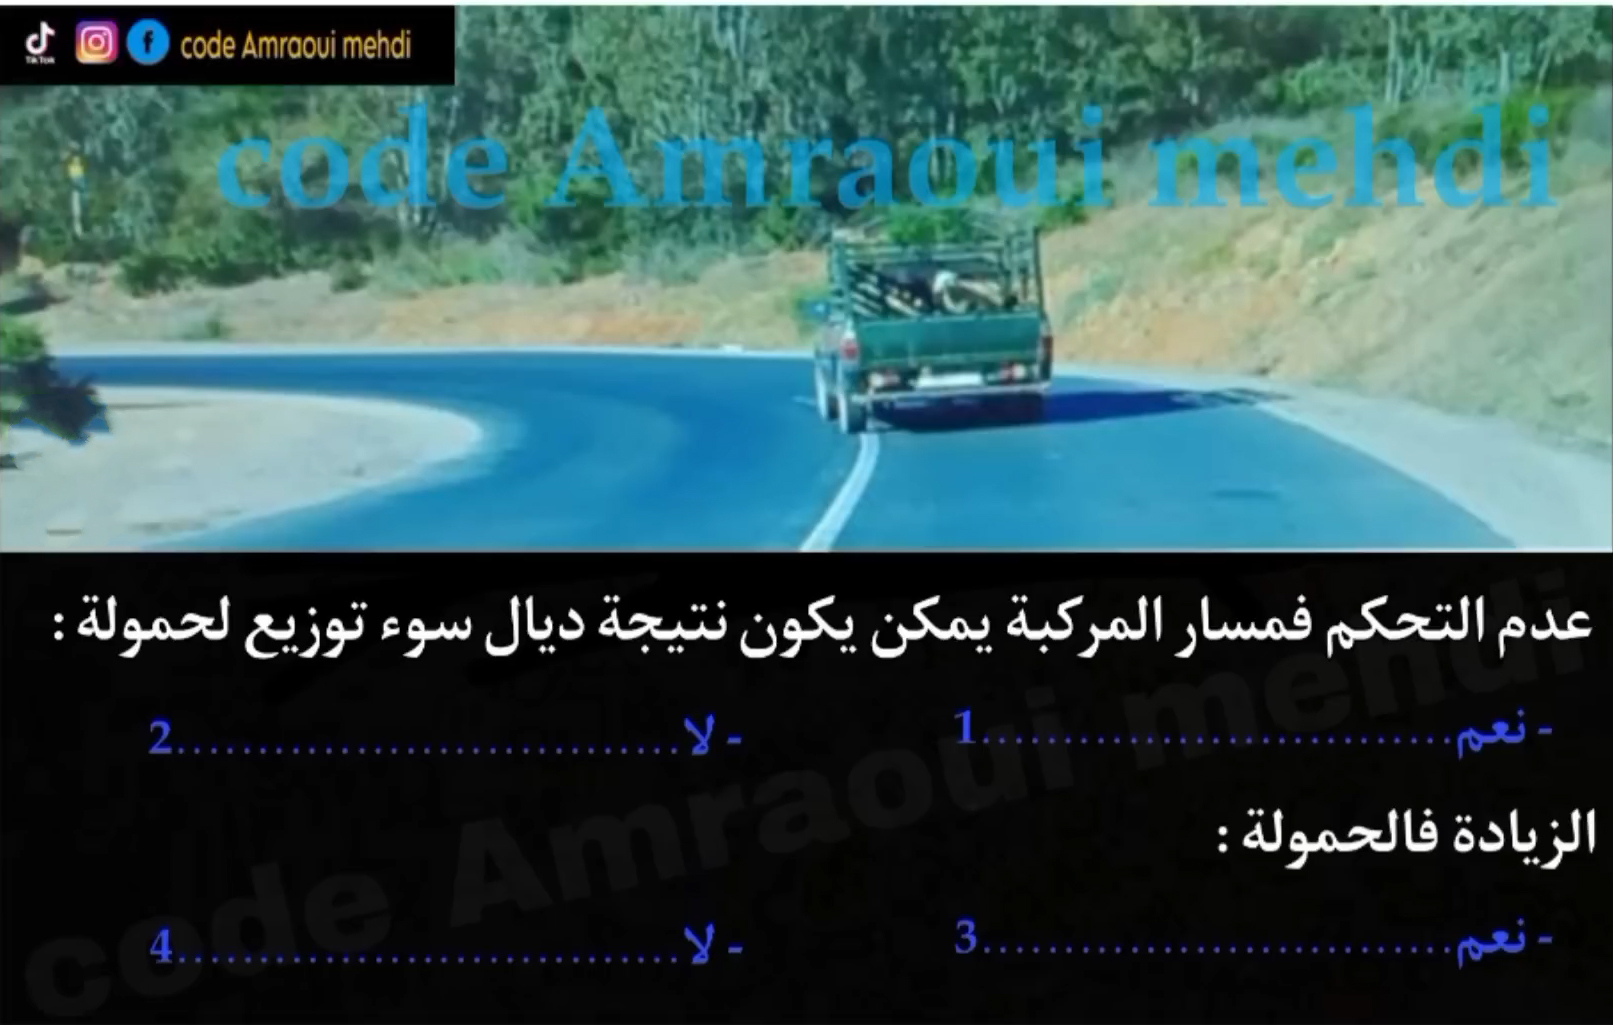 code Amraoui mehdi
code Amraoui mehdi
عدم التحكم فمسار المركبة يمكن يكون نتيجة ديال سوء توزيع لحمولة :
- نعم.............................1
- لا...............................2
الزيادة فالحمولة :
- نعم.............................3
- لا...............................4
code Amraoui mehdi